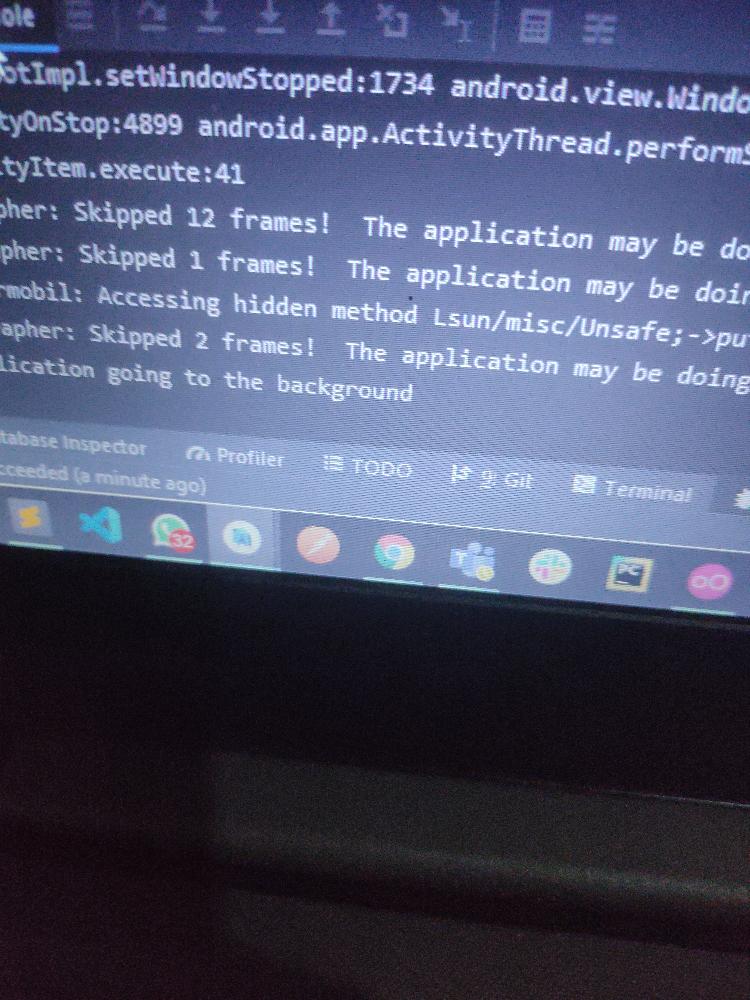 ole
otImpl.setWindowStopped:1734 android.view.Windo
tyOnStop:4899 android.app.ActivityThread.performS
tyItem.execute:41
pher: Skipped 12 frames!  The application may be do
pher: Skipped 1 frames!  The application may be doin
rmobil: Accessing hidden method Lsun/misc/Unsafe;->pu
apher: Skipped 2 frames!  The application may be doing
lication going to the background
tabase Inspector Profiler TODO 9: Git Terminal
cceeded (a minute ago)
32 PC